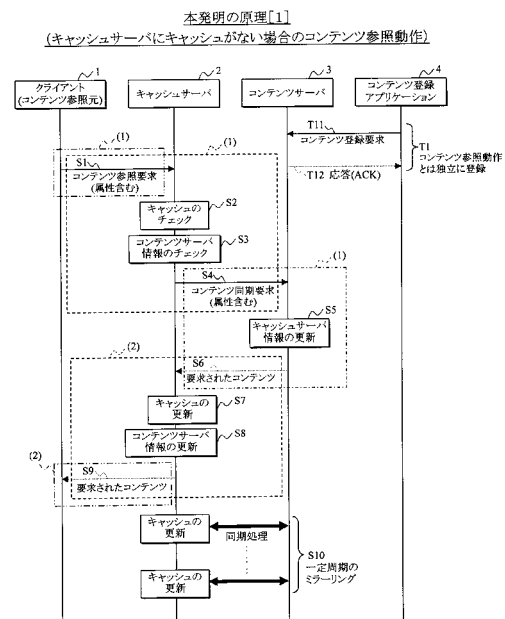 本発明の原理[1]
(キャッシュサーバにキャッシュがない場合のコンテンツ参照動作)
1
2
3
4
クライアント
(コンテンツ参照元)
キャッシュサーバ
コンテンツサーバ
コンテンツ登録
アプリケーション
T11
コンテンツ登録要求
T12 応答(ACK)
T1
コンテンツ参照動作
とは独立に登録
(1)
(1)
S1
コンテンツ参照要求
(属性含む)
キャッシュの
チェック
S2
コンテンツサーバ
情報のチェック
S3
(1)
S4
コンテンツ同期要求
(属性含む)
キャッシュサーバ
情報の更新
S5
(2)
S6
要求されたコンテンツ
キャッシュの
更新
S7
コンテンツサーバ
情報の更新
S8
(2)
S9
要求されたコンテンツ
キャッシュの
更新
同期処理
キャッシュの
更新
S10
一定周期の
ミラーリング